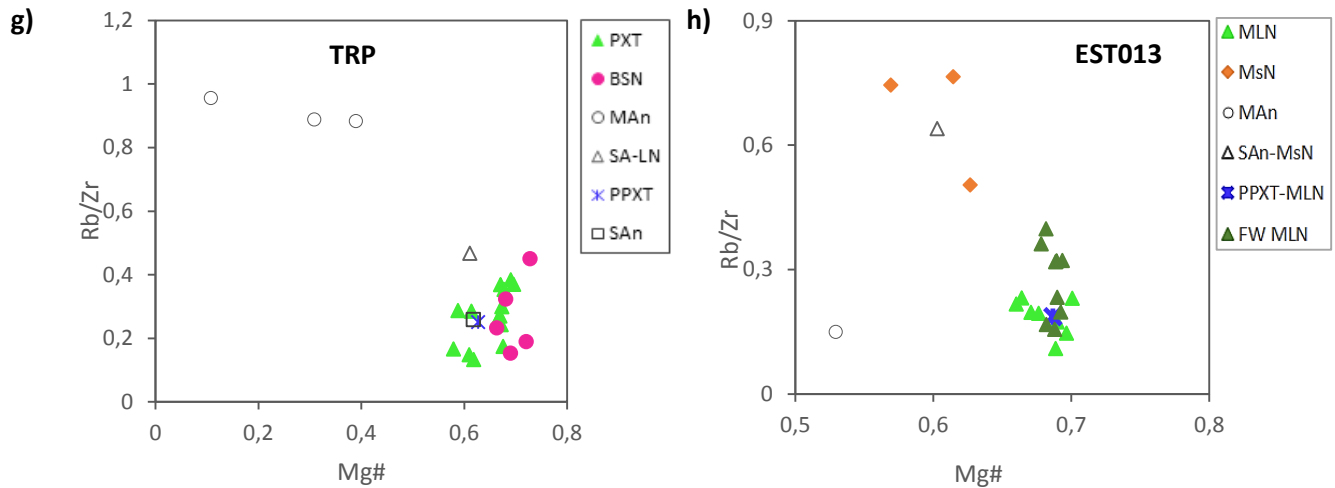 g)
TRP
1,2
1
0,8
0,6
0,4
0,2
0
Rb/Zr
0
0,2
0,4
0,6
0,8
Mg#
PXT
BSN
MAn
SA-LN
PPXT
SAn
h)
EST013
0,9
0,6
0,3
0
Rb/Zr
0,5
0,6
0,7
0,8
Mg#
MLN
MsN
MAn
SAn-MsN
PPXT-MLN
FW MLN